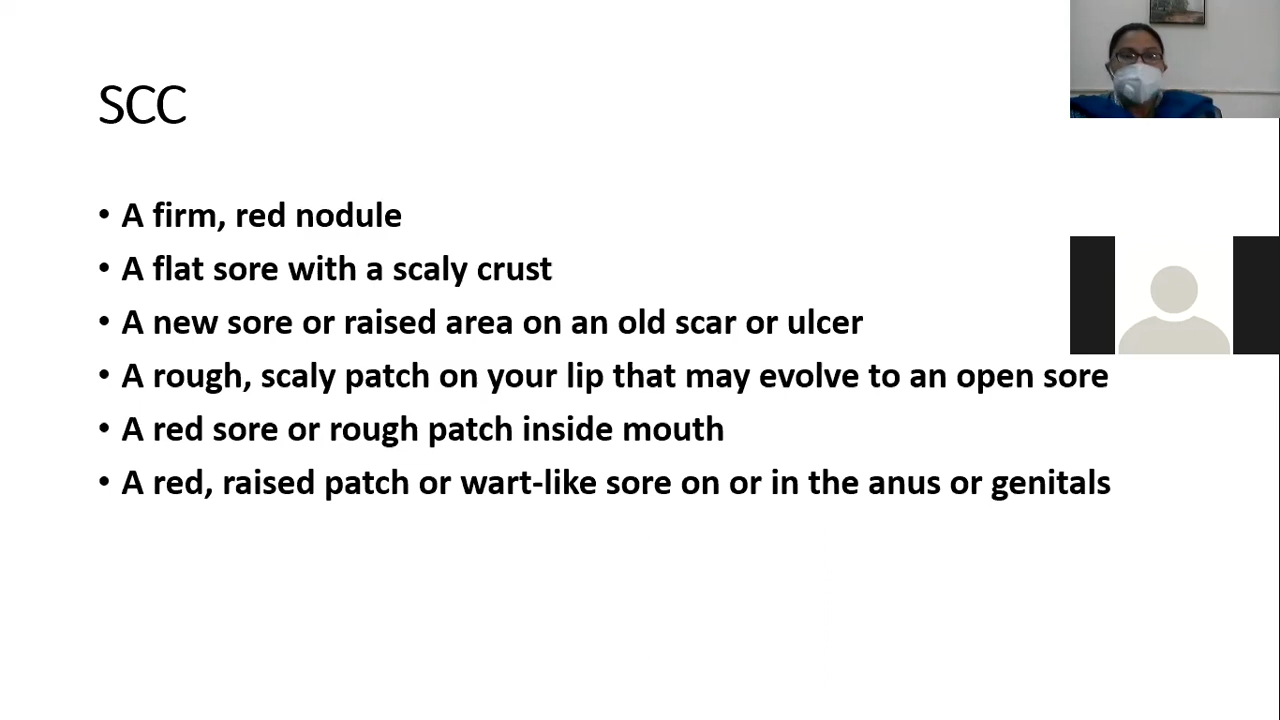 SCC
• A firm, red nodule
• A flat sore with a scaly crust
• A new sore or raised area on an old scar or ulcer
• A rough, scaly patch on your lip that may evolve to an open sore
• A red sore or rough patch inside mouth
• A red, raised patch or wart-like sore on or in the anus or genitals